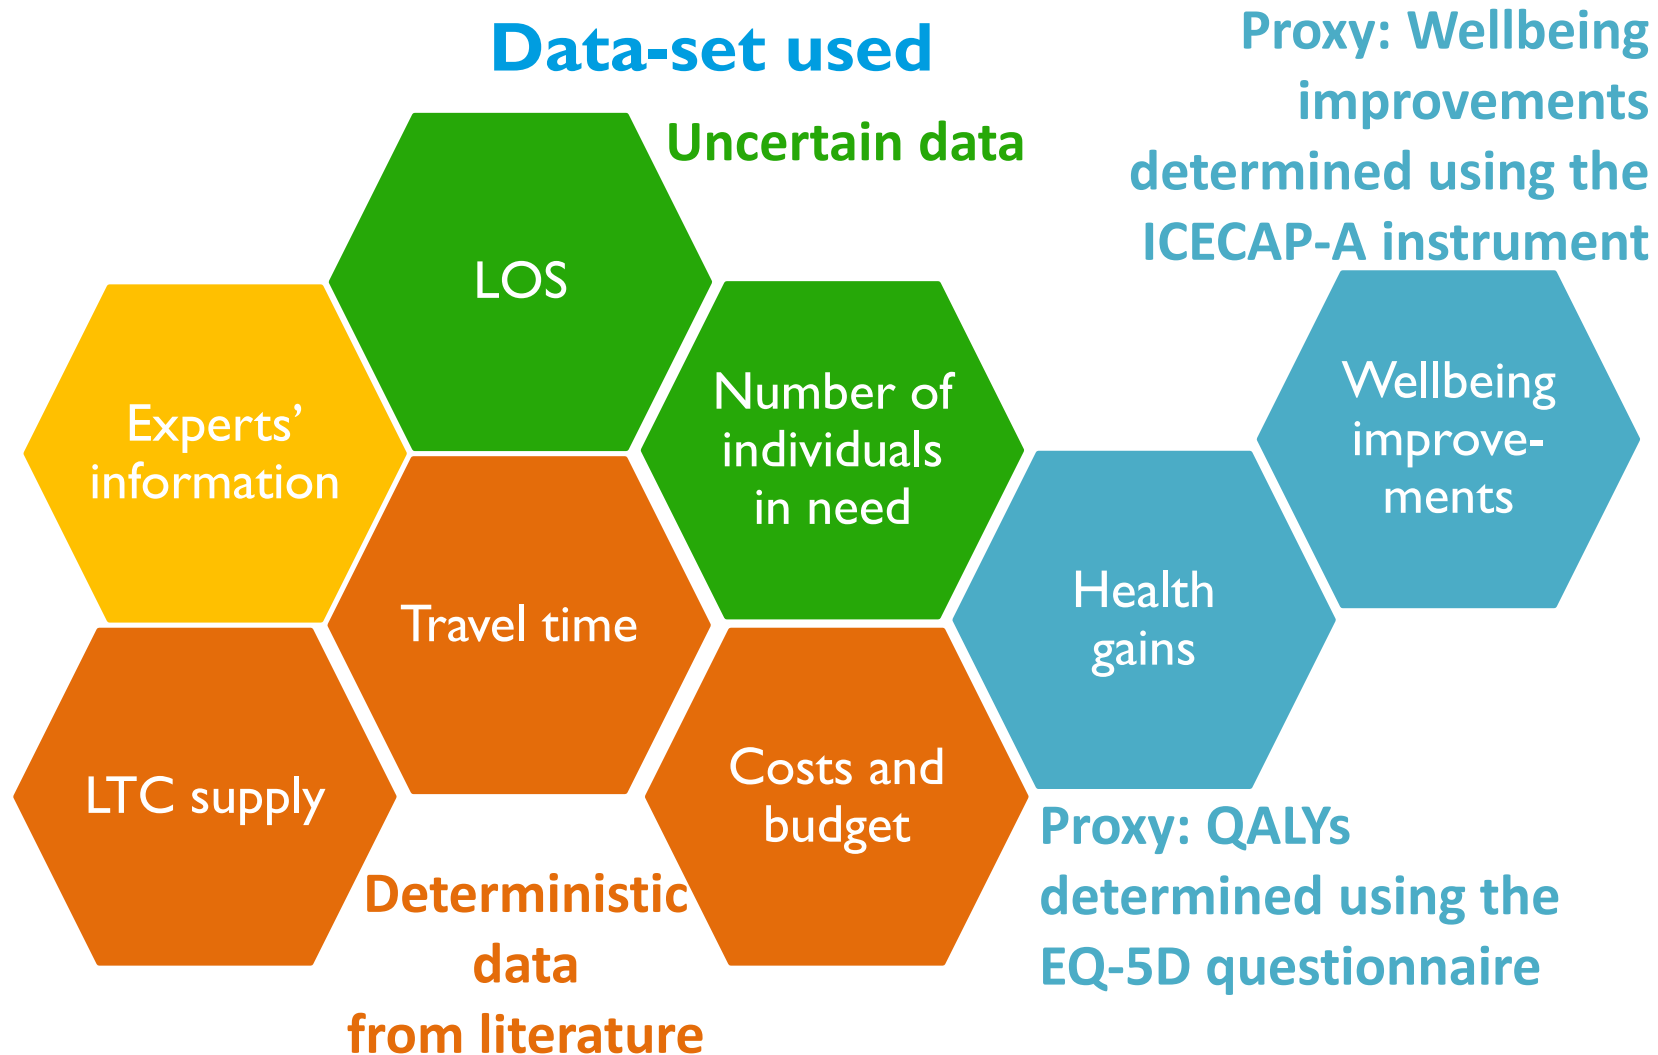 Data-set used
Proxy: Wellbeing
improvements
determined using the
ICECAP-A instrument
Uncertain data
LOS
Number of
individuals
in need
Wellbeing
improve-
ments
Experts’
information
Travel time
Health
gains
LTC supply
Costs and
budget
Deterministic
data
from literature
Proxy: QALYs
determined using the
EQ-5D questionnaire